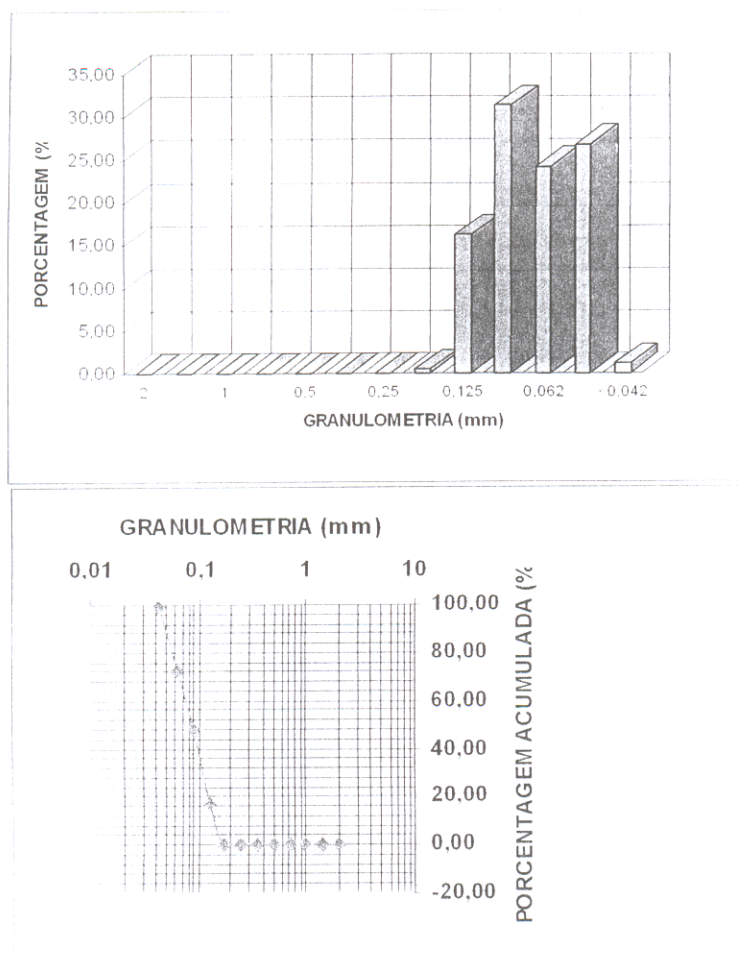 35,00
30,00
25,00
20,00
15,00
10,00
5,00
0,00
PORCENTAGEM (%
2 1 0,5 0,25 0,125 0,062 -0,042
GRANULOMETRIA (mm)
GRANULOMETRIA (mm)
0,01 0,1 1 10
100,00
80,00
60,00
40,00
20,00
0,00
-20,00
PORCENTAGEM ACUMULADA (%